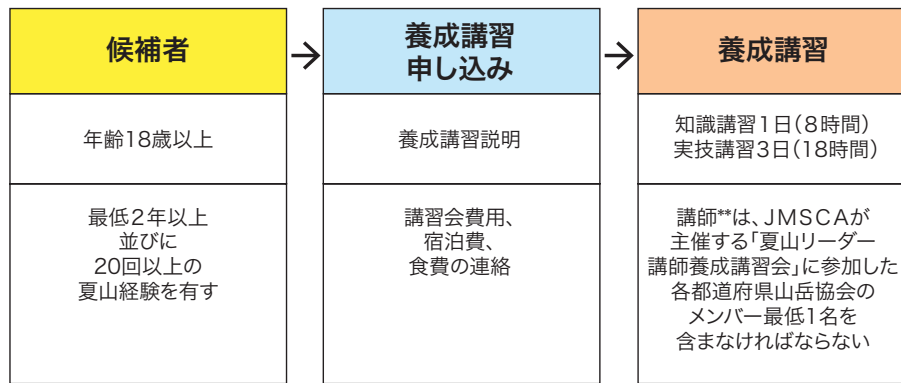 候補者
年齢18歳以上
最低2年以上
並びに
20回以上の
夏山経験を有す
→
養成講習
申し込み
養成講習説明
講習会費用、
宿泊費、
食費の連絡
→
養成講習
知識講習1日(8時間)
実技講習3日(18時間)
講師**は、JMSCAが
主催する「夏山リーダー
講師養成講習会」に参加した
各都道府県山岳協会の
メンバー最低1名を
含まなければならない